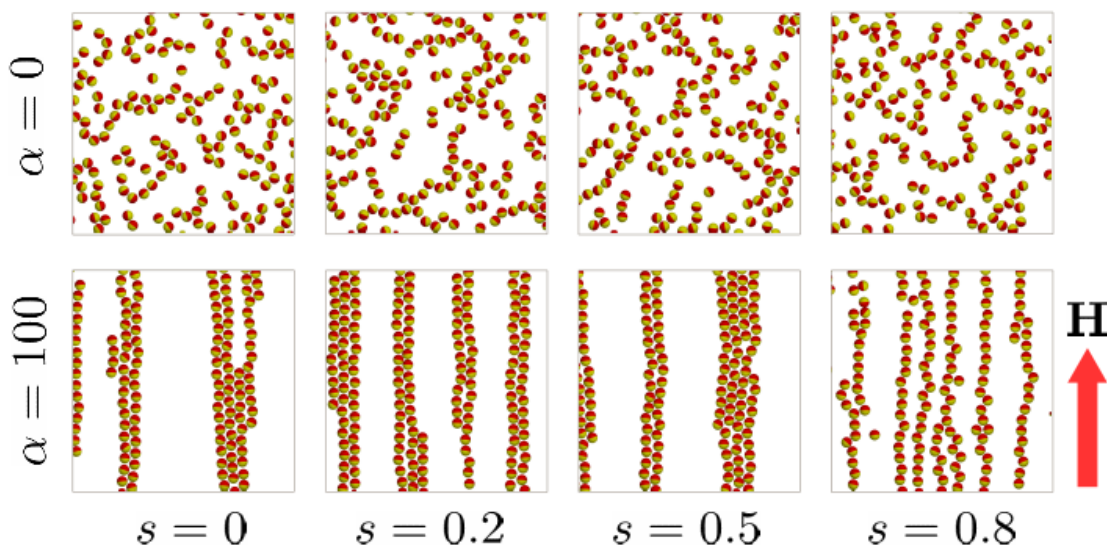 α = 0
α = 100
H
s = 0
s = 0.2
s = 0.5
s = 0.8